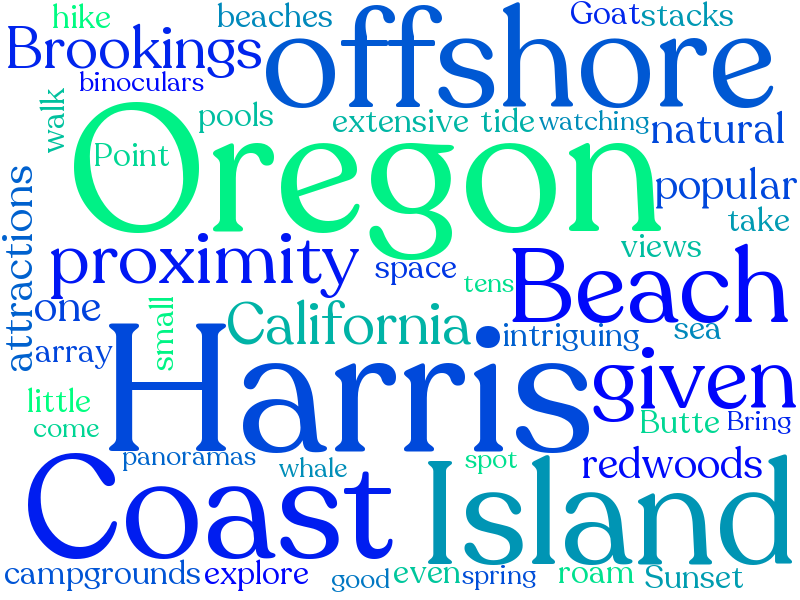 hike
beaches
Goat
stacks
Brookings
offshore
binoculars
walk
pools
extensive
tide
watching
natural
Oregon
Point
popular
attractions
take
proximity
space
views
tens
Beach
one
small
California
intriguing
sea
array
Harris
given
little
come
Butte
Bring
panoramas
whale
spot
redwoods
Coast
Island
campgrounds
explore
good
even
spring
roam
Sunset